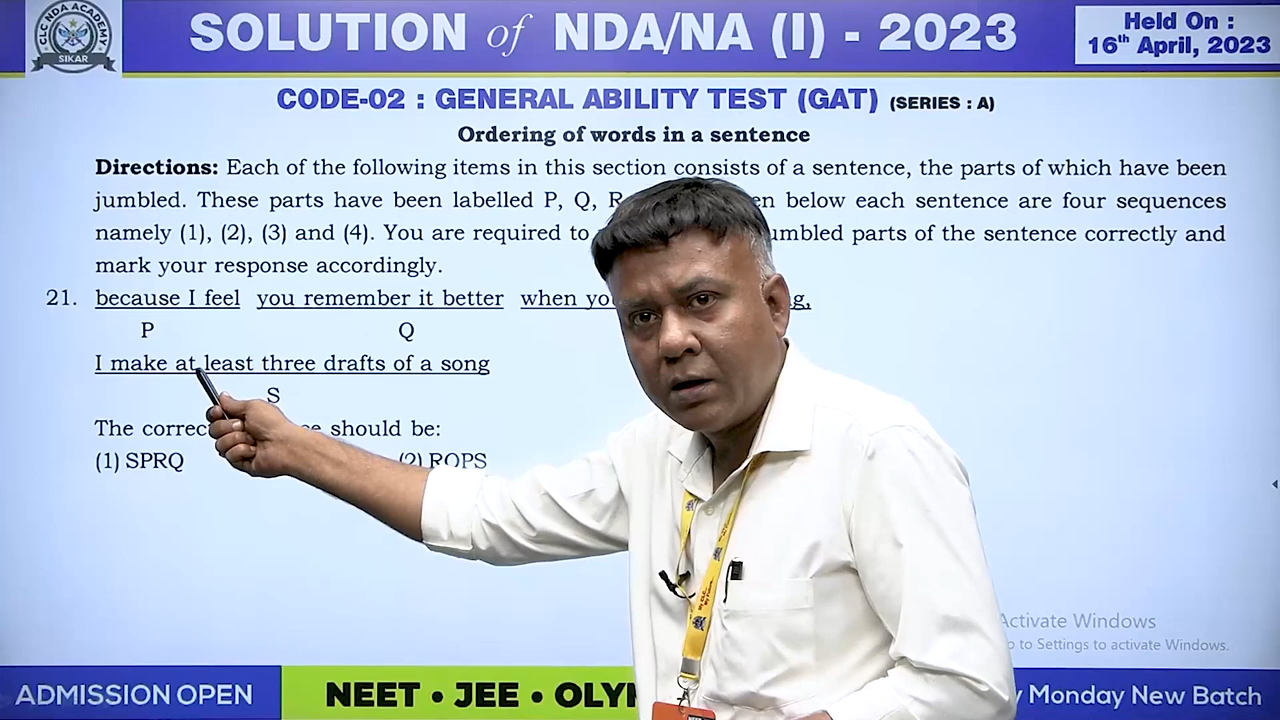 CLC NDA ACADEMY
SIKAR
SOLUTION of NDA/NA (I) - 2023
Held On :
16th April, 2023
CODE-02 : GENERAL ABILITY TEST (GAT) (SERIES : A)
Ordering of words in a sentence
Directions: Each of the following items in this section consists of a sentence, the parts of which have been
jumbled. These parts have been labelled P, Q, R below each sentence are four sequences
namely (1), (2), (3) and (4). You are required to jumbled parts of the sentence correctly and
mark your response accordingly.
21. because I feel you remember it better when
P Q
I make at least three drafts of a song
S
The should be:
(1) SPRQ (2) RQPS
Activate Windows
to Settings to activate Windows.
ADMISSION OPEN
NEET • JEE •
Monday New Batch